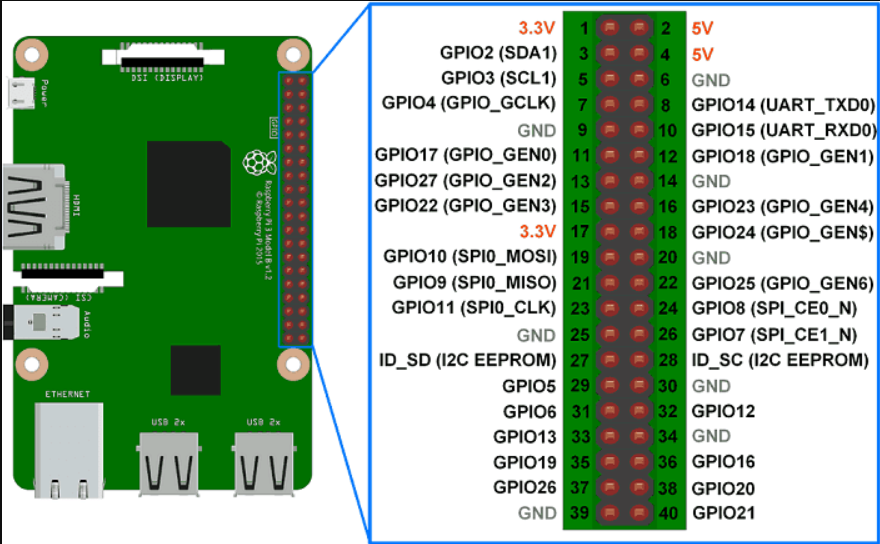 DSI (DISPLAY)
Power
HDMI
CSI (CAMERA)
Audio
ETHERNET
USB 2x
USB 2x
GPIO
Raspberry Pi 3 Model B v1.2
© Raspberry Pi 2015
3.3V 1 2 5V
GPIO2 (SDA1) 3 4 5V
GPIO3 (SCL1) 5 6 GND
GPIO4 (GPIO_GCLK) 7 8 GPIO14 (UART_TXD0)
GND 9 10 GPIO15 (UART_RXD0)
GPIO17 (GPIO_GEN0) 11 12 GPIO18 (GPIO_GEN1)
GPIO27 (GPIO_GEN2) 13 14 GND
GPIO22 (GPIO_GEN3) 15 16 GPIO23 (GPIO_GEN4)
3.3V 17 18 GPIO24 (GPIO_GEN$)
GPIO10 (SPI0_MOSI) 19 20 GND
GPIO9 (SPI0_MISO) 21 22 GPIO25 (GPIO_GEN6)
GPIO11 (SPI0_CLK) 23 24 GPIO8 (SPI_CE0_N)
GND 25 26 GPIO7 (SPI_CE1_N)
ID_SD (I2C EEPROM) 27 28 ID_SC (I2C EEPROM)
GPIO5 29 30 GND
GPIO6 31 32 GPIO12
GPIO13 33 34 GND
GPIO19 35 36 GPIO16
GPIO26 37 38 GPIO20
GND 39 40 GPIO21